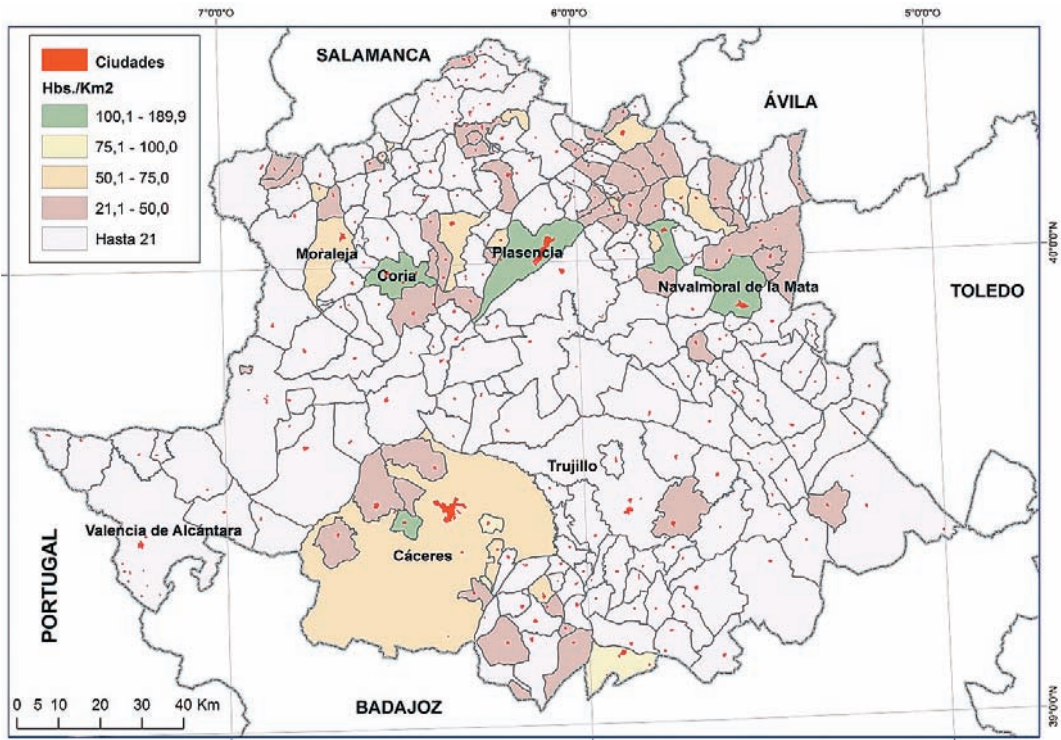 7°0'0"O
6°0'0"O
5°0'0"O
Ciudades
Hbs./Km2
100,1 - 189,9
75,1 - 100,0
50,1 - 75,0
21,1 - 50,0
Hasta 21
SALAMANCA
ÁVILA
40°0'0"N
Moraleja
Coria
Plasencia
Navalmoral de la Mata
TOLEDO
Trujillo
Valencia de Alcántara
Cáceres
PORTUGAL
BADAJOZ
0 5 10 20 30 40 Km
39°0'0"N